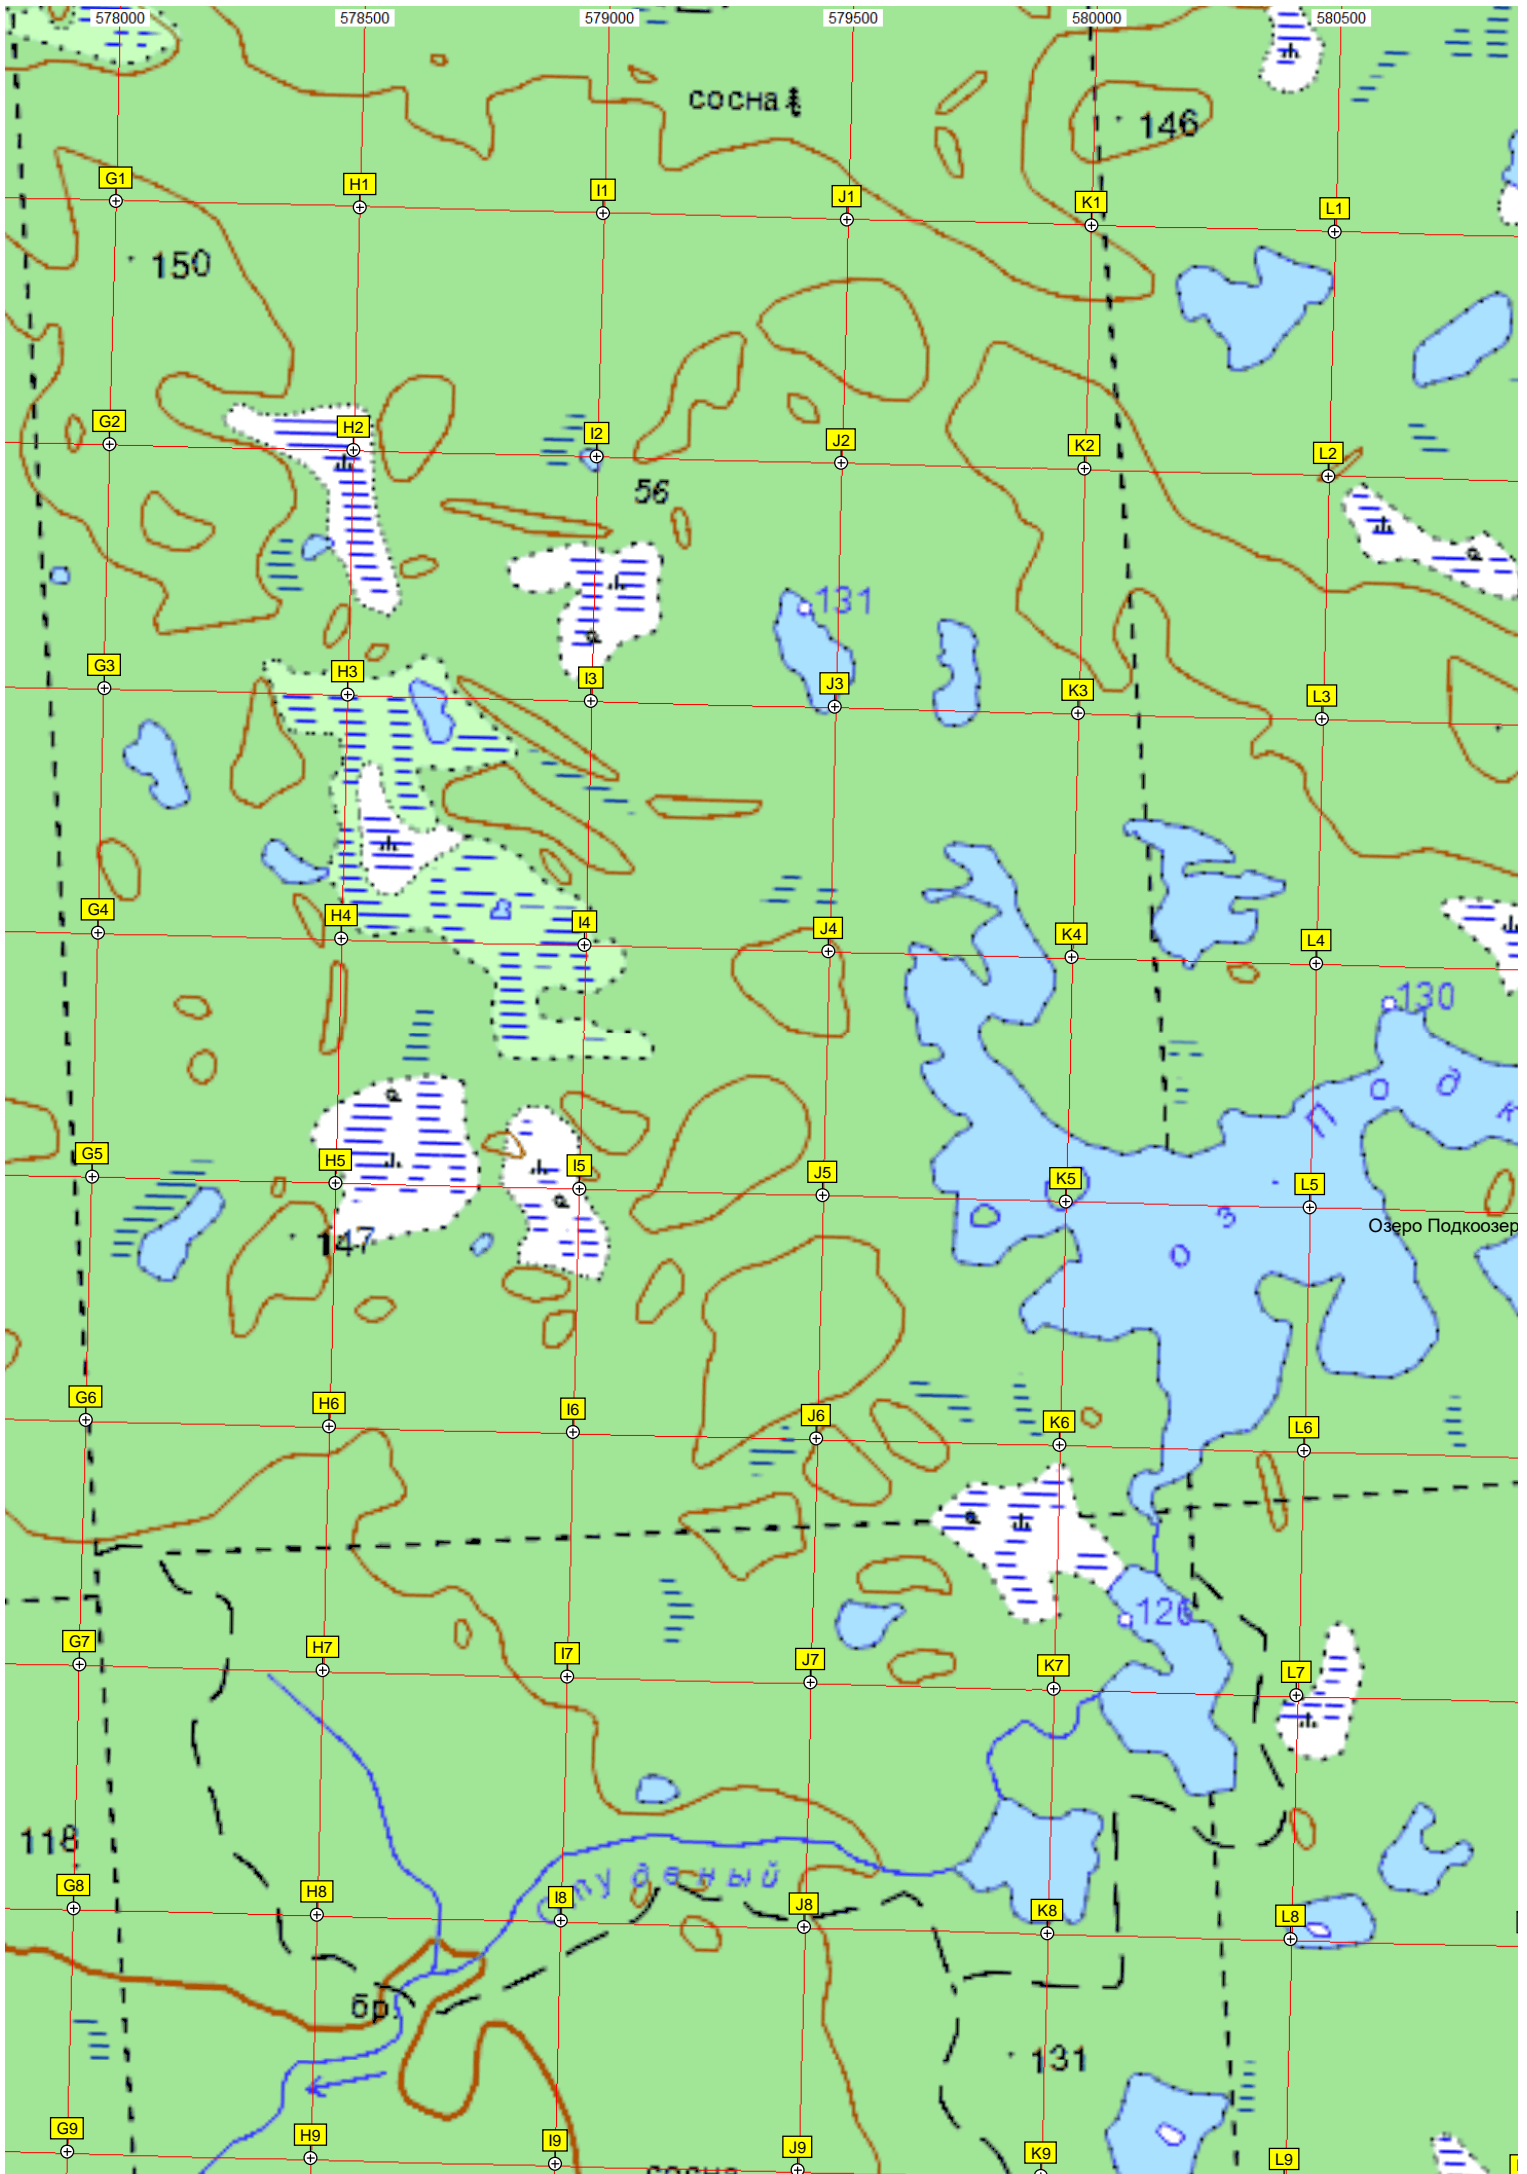 578000 578500 579000 579500 580000 580500
сосна
146
G1 H1 I1 J1 K1 L1
150
G2 H2 I2 J2 K2 L2
56
131
G3 H3 I3 J3 K3 L3
G4 H4 I4 J4 K4 L4
130
П о д к
G5 H5 I5 J5 K5 L5
о з
Озеро Подкоозер
147
G6 H6 I6 J6 K6 L6
126
G7 H7 I7 J7 K7 L7
118
Студеный
G8 H8 I8 J8 K8 L8
бр.
131
G9 H9 I9 J9 K9 L9
сосна